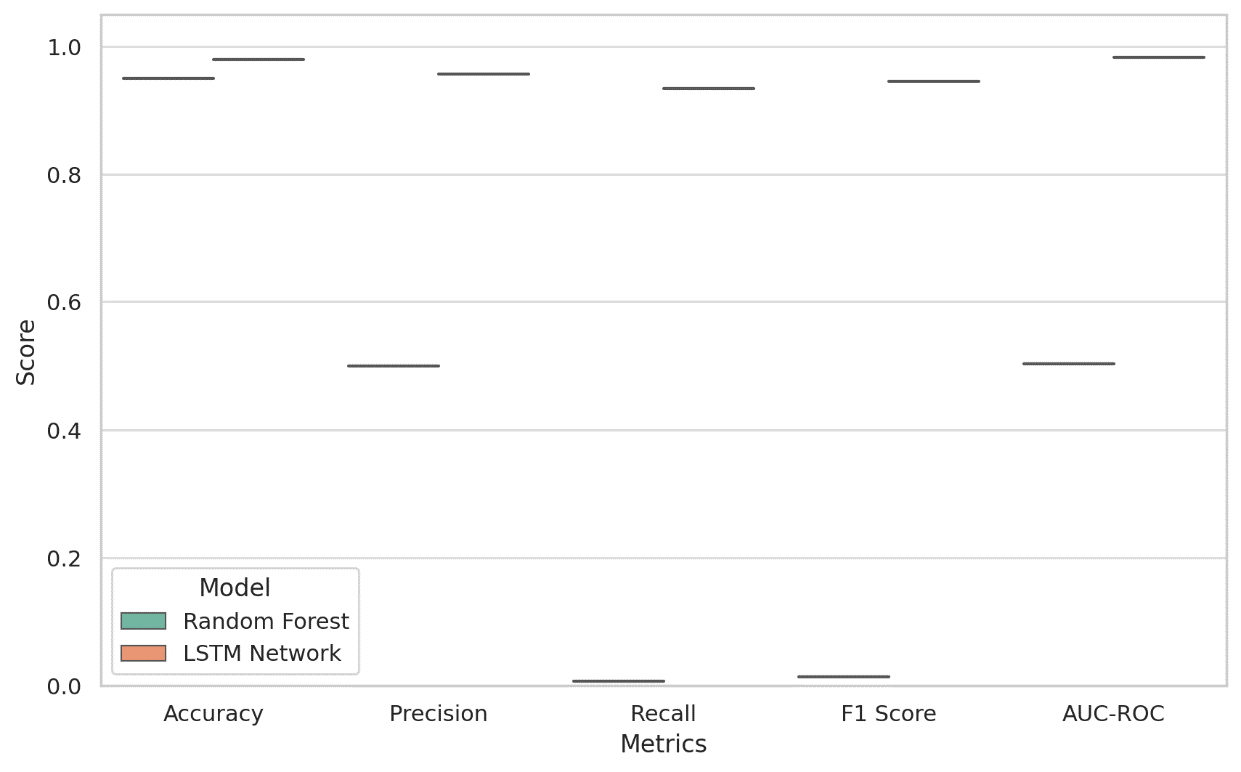 1.0
0.8
0.6
0.4
0.2
0.0
Score
Model
Random Forest
LSTM Network
Accuracy Precision Recall F1 Score AUC-ROC
Metrics